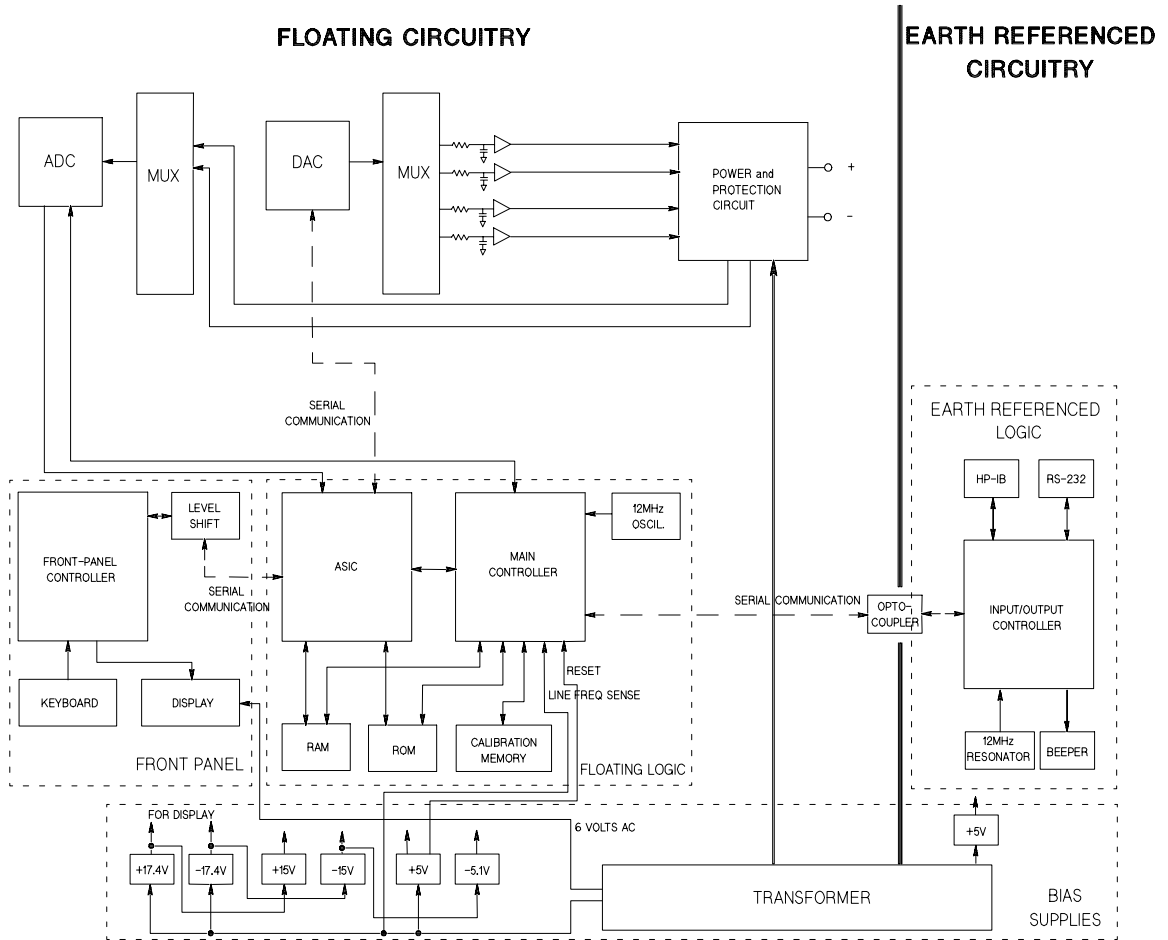 FLOATING CIRCUITRY
EARTH REFERENCED
CIRCUITRY
ADC
MUX
DAC
MUX
POWER and
PROTECTION
CIRCUIT
+
-
SERIAL
COMMUNICATION
EARTH REFERENCED
LOGIC
HP-IB
RS-232
LEVEL
SHIFT
12MHz
OSCIL.
FRONT-PANEL
CONTROLLER
ASIC
MAIN
CONTROLLER
SERIAL
COMMUNICATION
SERIAL COMMUNICATION
OPTO-
COUPLER
INPUT/OUTPUT
CONTROLLER
RESET
LINE FREQ SENSE
KEYBOARD
DISPLAY
RAM
ROM
CALIBRATION
MEMORY
12MHz
RESONATOR
BEEPER
FRONT PANEL
FLOATING LOGIC
FOR DISPLAY
6 VOLTS AC
+5V
+17.4V
-17.4V
+15V
-15V
+5V
-5.1V
TRANSFORMER
BIAS
SUPPLIES